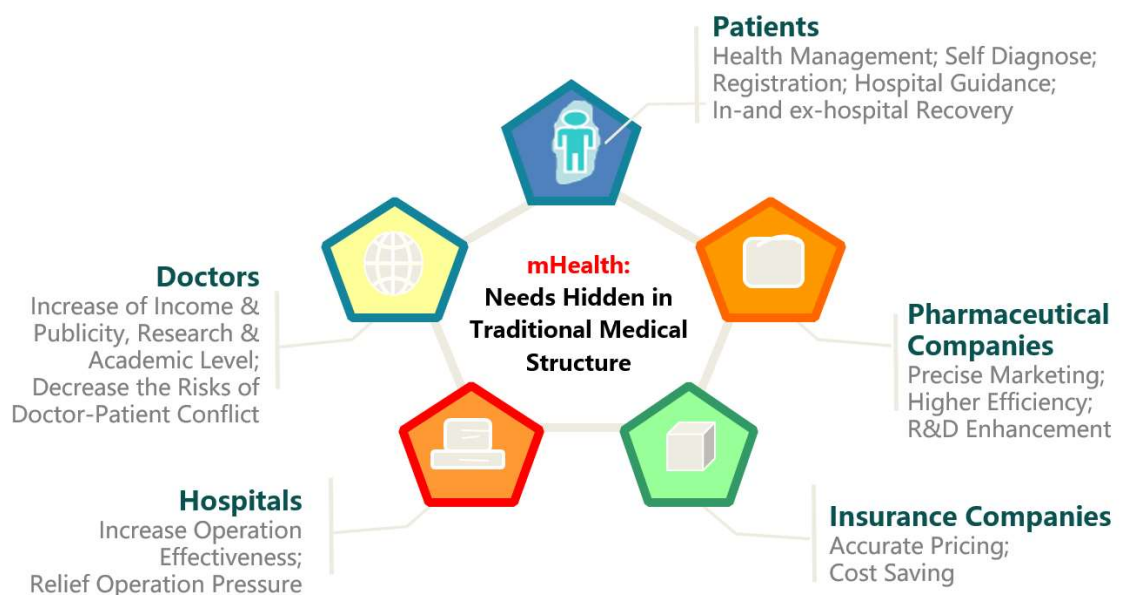 Patients
Health Management; Self Diagnose;
Registration; Hospital Guidance;
In-and ex-hospital Recovery
mHealth:
Needs Hidden in
Traditional Medical
Structure
Doctors
Increase of Income &
Publicity, Research &
Academic Level;
Decrease the Risks of
Doctor-Patient Conflict
Pharmaceutical
Companies
Precise Marketing;
Higher Efficiency;
R&D Enhancement
Hospitals
Increase Operation
Effectiveness;
Relief Operation Pressure
Insurance Companies
Accurate Pricing;
Cost Saving